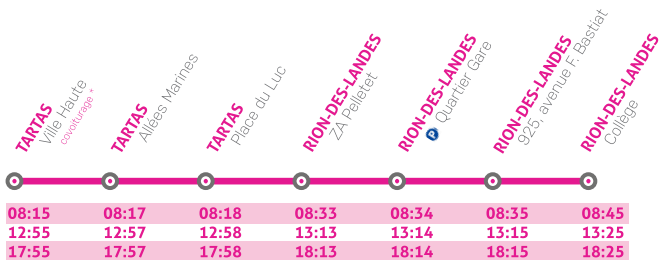 TARTAS
Ville Haute
covoiturage *
TARTAS
Allées Marines
TARTAS
Place du Luc
RION-DES-LANDES
ZA Pelletet
RION-DES-LANDES
P Quartier Gare
RION-DES-LANDES
925, avenue F. Bastiat
RION-DES-LANDES
Collège
08:15 08:17 08:18 08:33 08:34 08:35 08:45
12:55 12:57 12:58 13:13 13:14 13:15 13:25
17:55 17:57 17:58 18:13 18:14 18:15 18:25